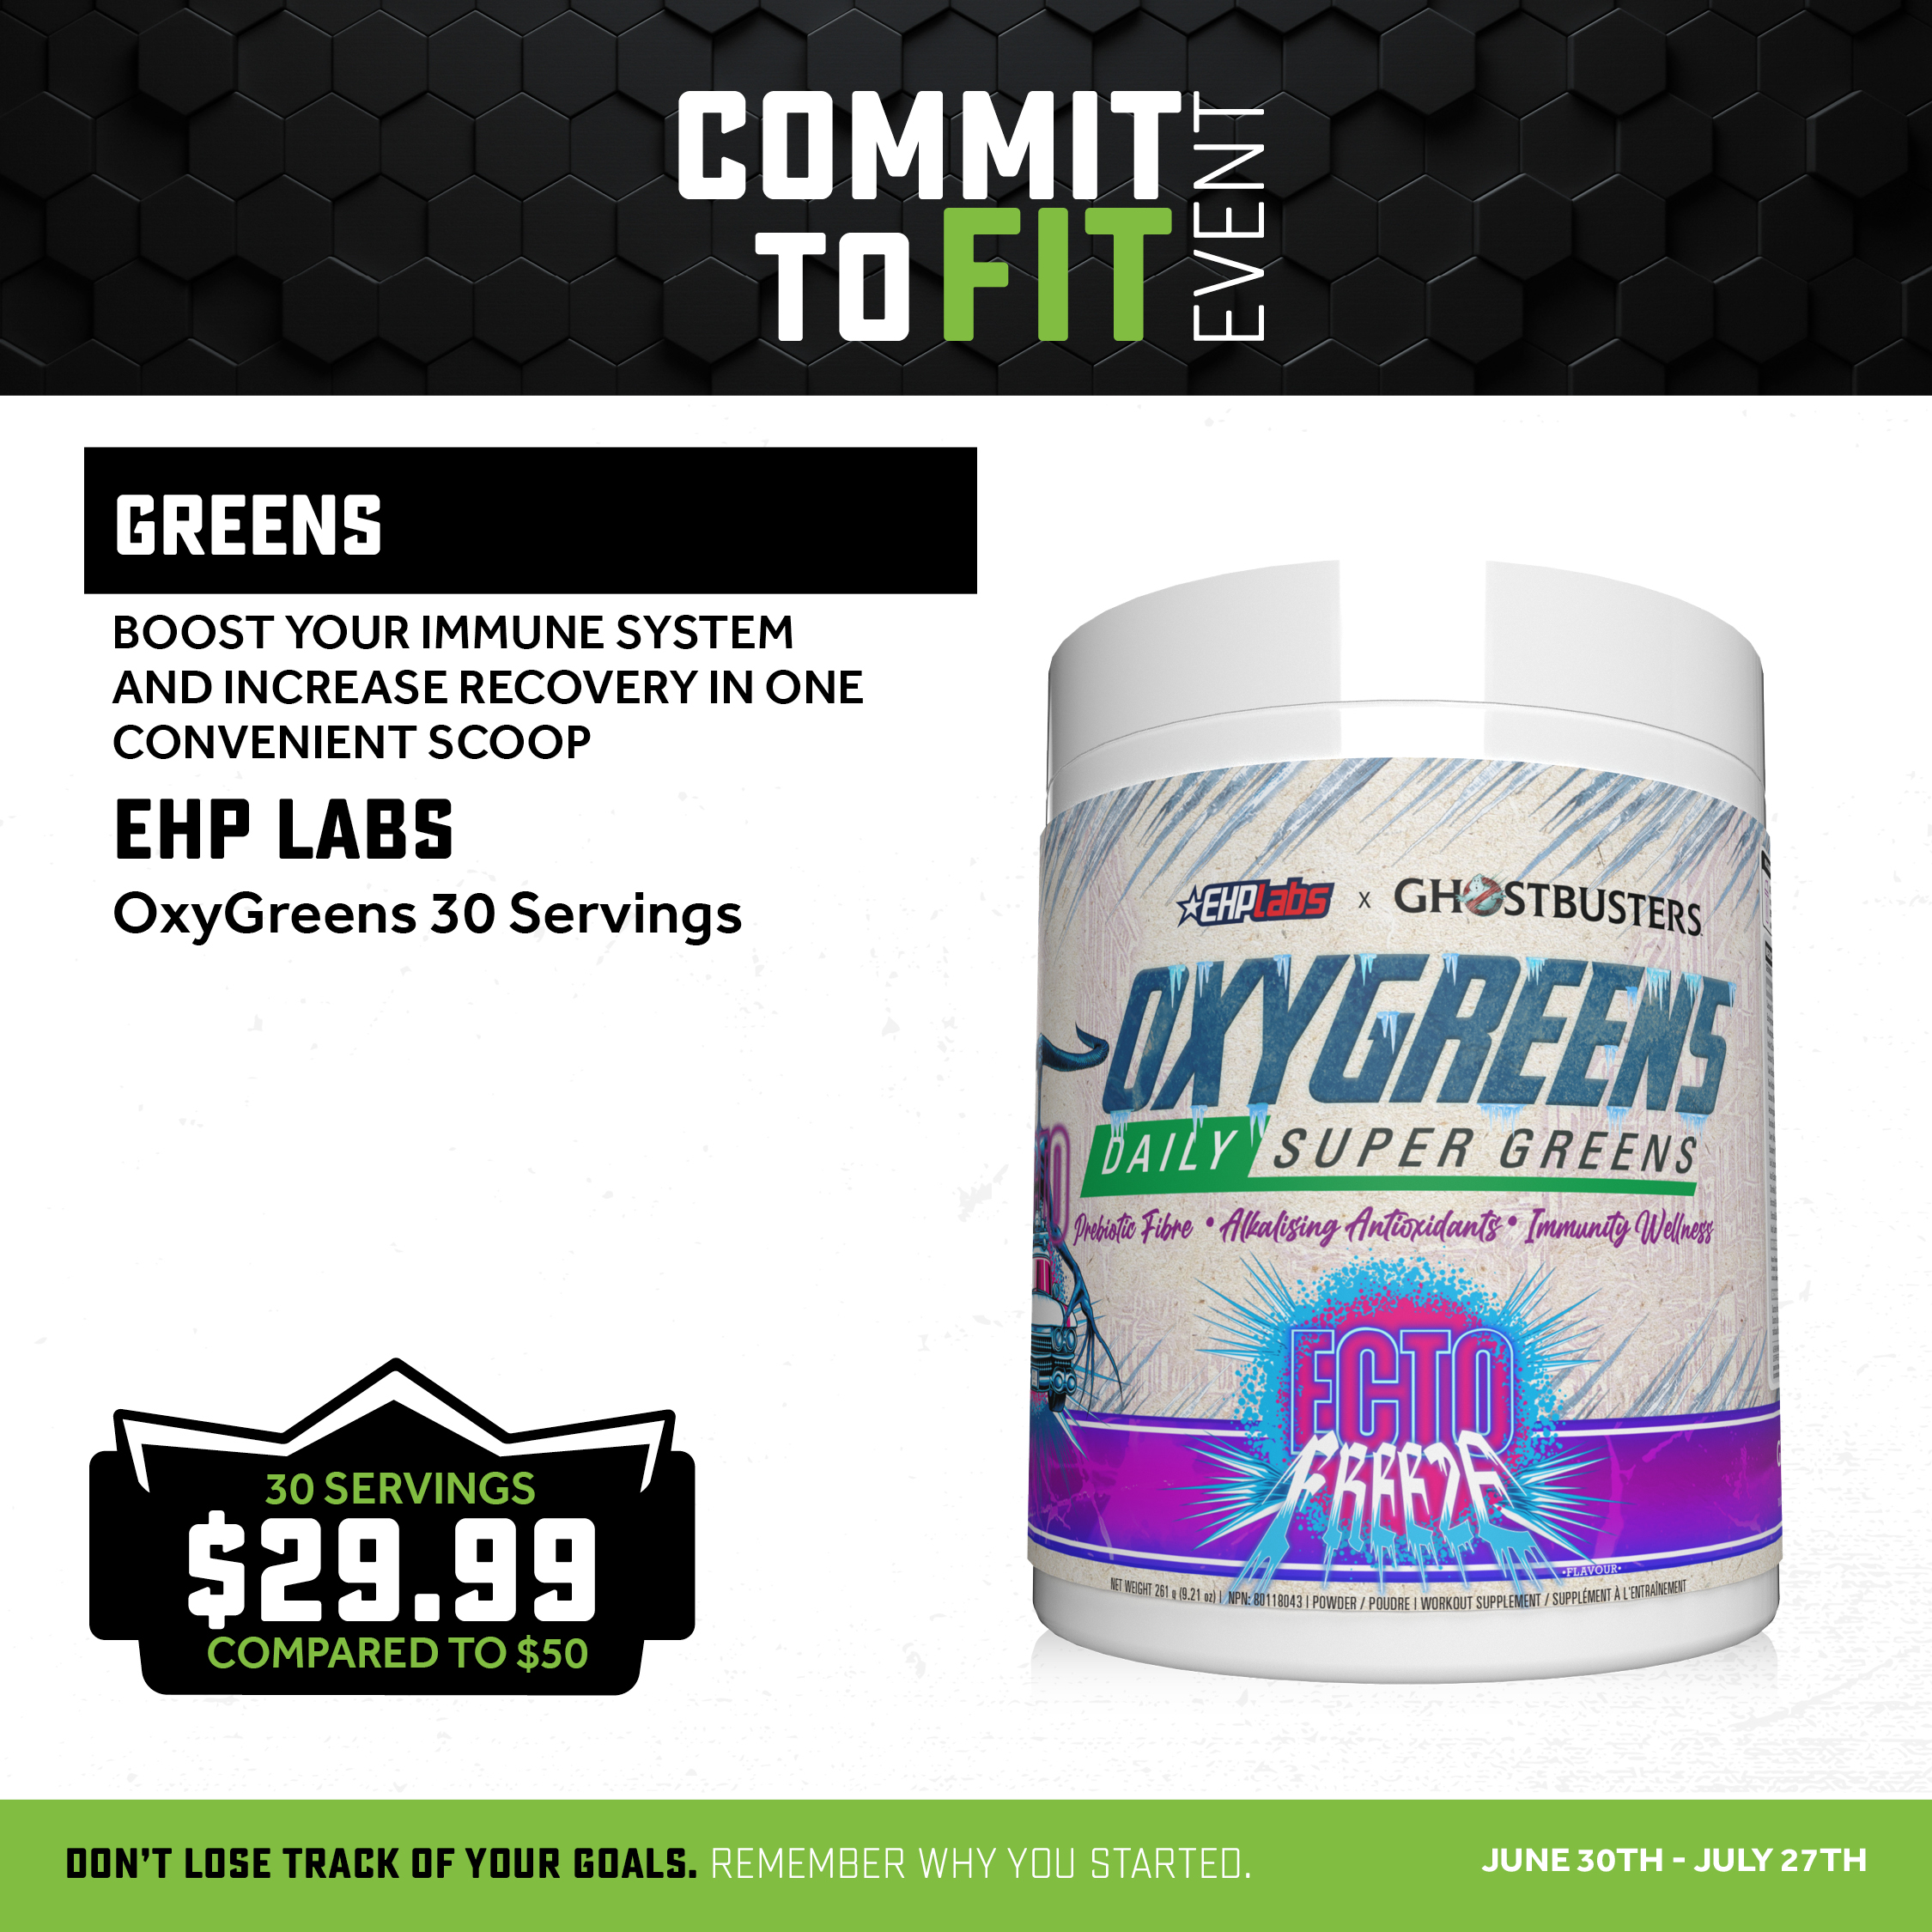 COMMIT
TO FIT
EVENT
GREENS
BOOST YOUR IMMUNE SYSTEM
AND INCREASE RECOVERY IN ONE
CONVENIENT SCOOP
EHP LABS
OxyGreens 30 Servings
EHPlabs x GHOSTBUSTERS
OXYGREENS
DAILY SUPER GREENS
Prebiotic Fibre • Alkalising Antioxidants • Immunity Wellness
ECTO
FREEZE
•FLAVOUR•
NET WEIGHT 261 g (9.21 oz) | NPN: 80118043 | POWDER / POUDRE | WORKOUT SUPPLEMENT / SUPPLÉMENT À L'ENTRAÎNEMENT
30 SERVINGS
$29.99
COMPARED TO $50
DON'T LOSE TRACK OF YOUR GOALS. REMEMBER WHY YOU STARTED.
JUNE 30TH - JULY 27TH